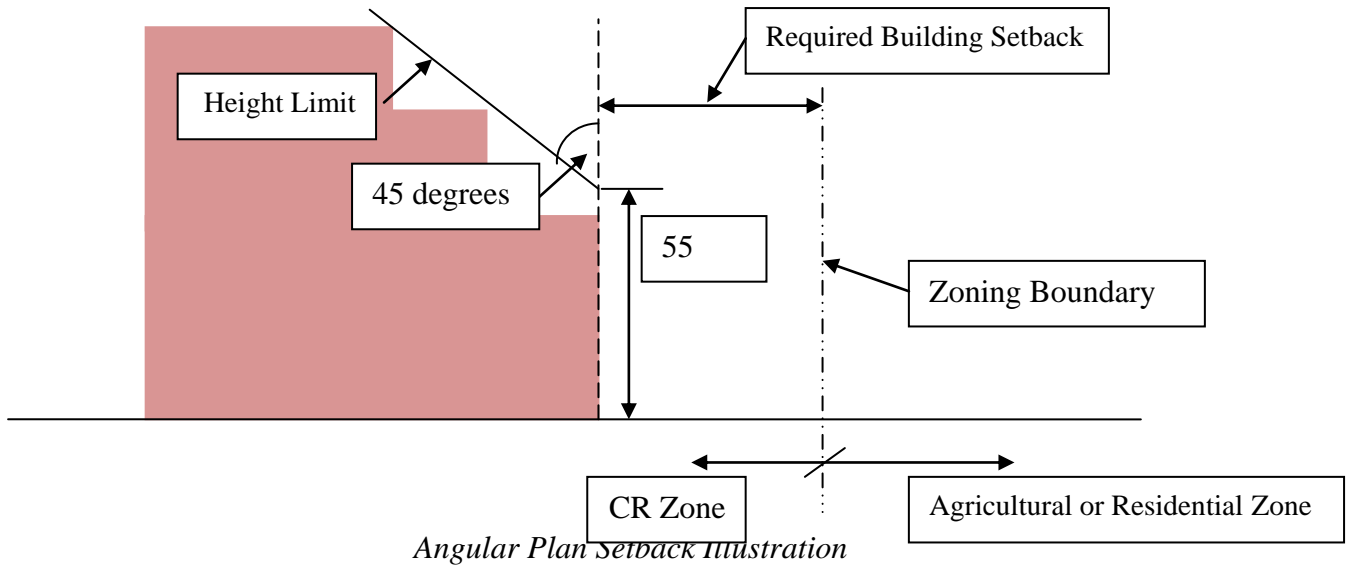 Required Building Setback
Height Limit
45 degrees
55
Zoning Boundary
CR Zone
Agricultural or Residential Zone
Angular Plan Setback Illustration